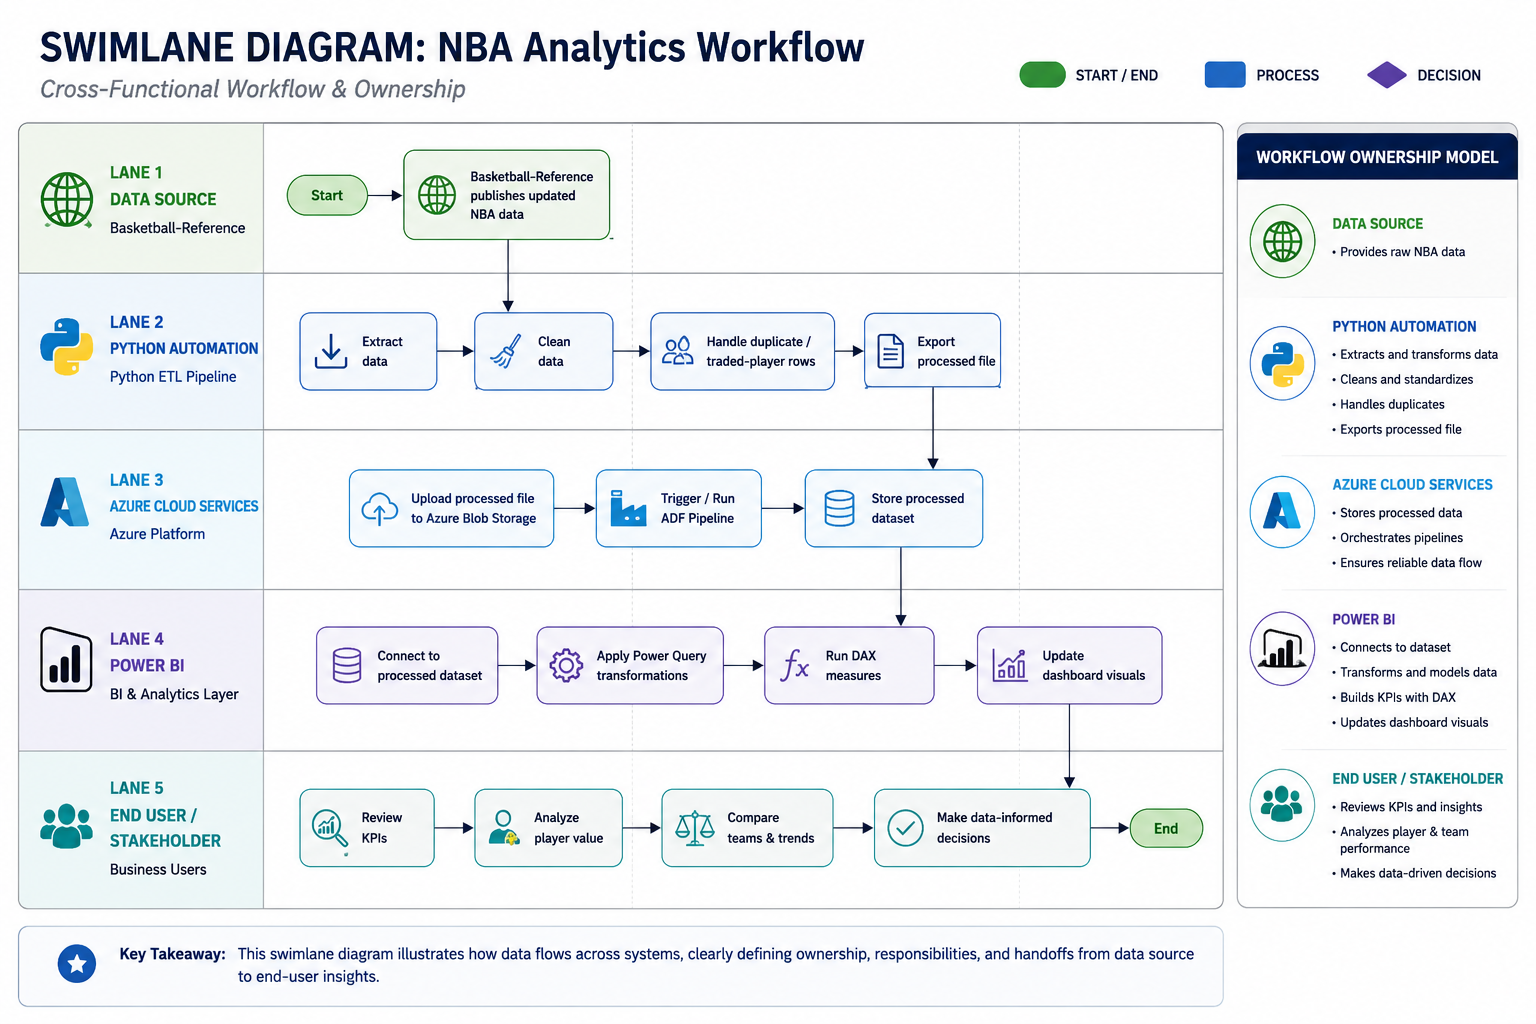 SWIMLANE DIAGRAM: NBA Analytics Workflow
Cross-Functional Workflow & Ownership
START / END
PROCESS
DECISION
LANE 1
DATA SOURCE
Basketball-Reference
Start
Basketball-Reference
publishes updated
NBA data
LANE 2
PYTHON AUTOMATION
Python ETL Pipeline
Extract
data
Clean
data
Handle duplicate /
traded-player rows
Export
processed file
LANE 3
AZURE CLOUD SERVICES
Azure Platform
Upload processed file
to Azure Blob Storage
Trigger / Run
ADF Pipeline
Store processed
dataset
LANE 4
POWER BI
BI & Analytics Layer
Connect to
processed dataset
Apply Power Query
transformations
fx
Run DAX
measures
Update
dashboard visuals
LANE 5
END USER /
STAKEHOLDER
Business Users
Review
KPIs
Analyze
player value
Compare
teams & trends
Make data-informed
decisions
End
WORKFLOW OWNERSHIP MODEL
DATA SOURCE
• Provides raw NBA data
PYTHON AUTOMATION
• Extracts and transforms data
• Cleans and standardizes
• Handles duplicates
• Exports processed file
AZURE CLOUD SERVICES
• Stores processed data
• Orchestrates pipelines
• Ensures reliable data flow
POWER BI
• Connects to dataset
• Transforms and models data
• Builds KPIs with DAX
• Updates dashboard visuals
END USER / STAKEHOLDER
• Reviews KPIs and insights
• Analyzes player & team
performance
• Makes data-driven decisions
Key Takeaway: This swimlane diagram illustrates how data flows across systems, clearly defining ownership, responsibilities, and handoffs from data source
to end-user insights.